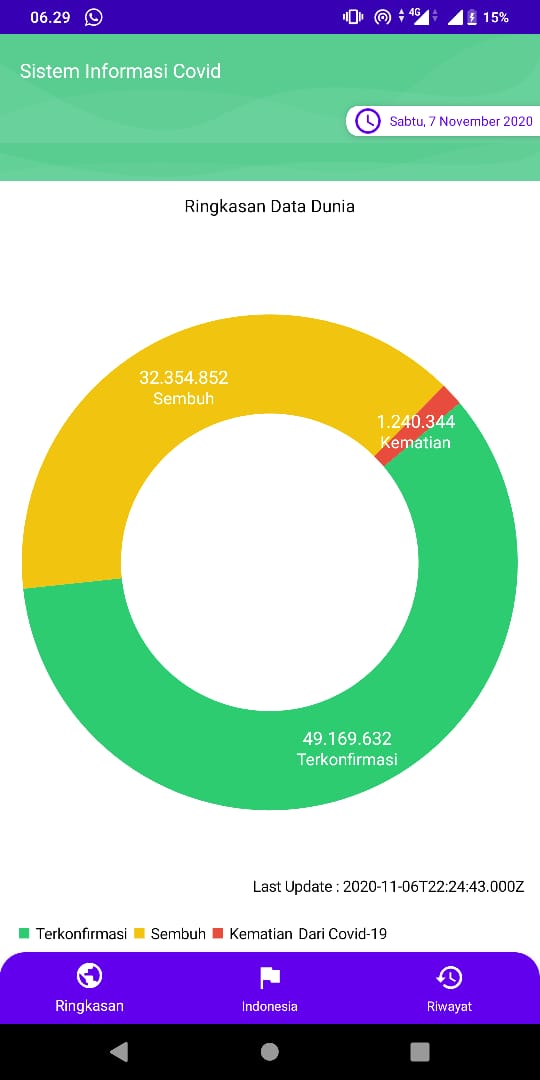 06.29 4G 15%
Sistem Informasi Covid
Sabtu, 7 November 2020
Ringkasan Data Dunia
32.354.852
Sembuh
1.240.344
Kematian
49.169.632
Terkonfirmasi
Last Update : 2020-11-06T22:24:43.000Z
Terkonfirmasi Sembuh Kematian Dari Covid-19
Ringkasan Indonesia Riwayat